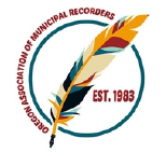 OREGON ASSOCIATION OF MUNICIPAL RECORDERS
EST. 1983